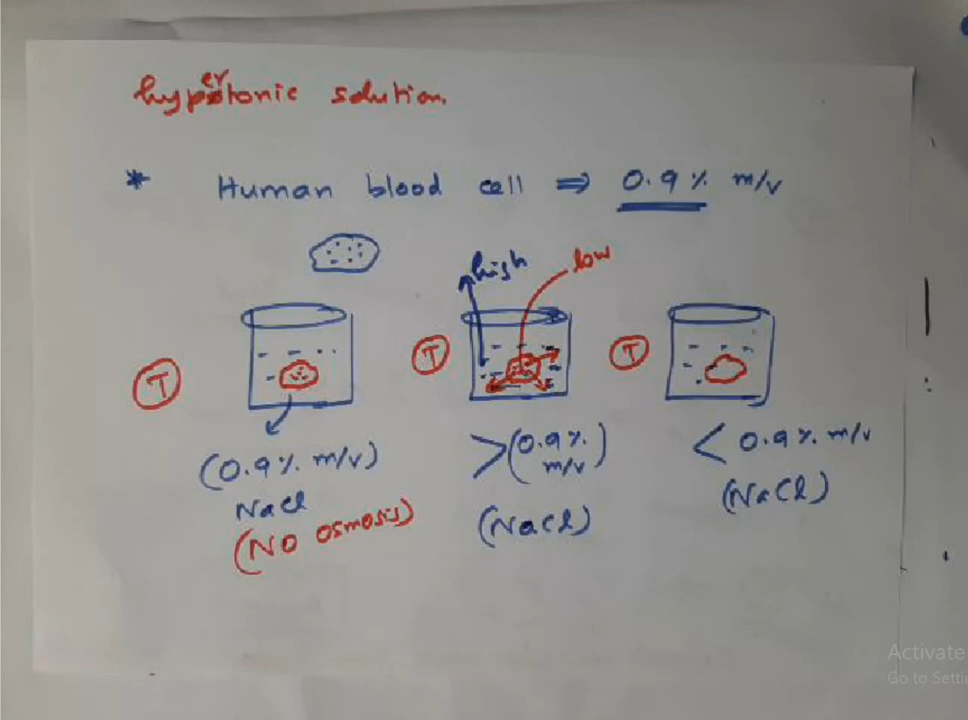 hypertonic solution.
* Human blood cell ⇒ 0.9% m/v
high low
T T T
(0.9% m/v) >(0.9% m/v) < 0.9% m/v
NaCl (NaCl) (NaCl)
(NO osmosis)
Activate
Go to Setti